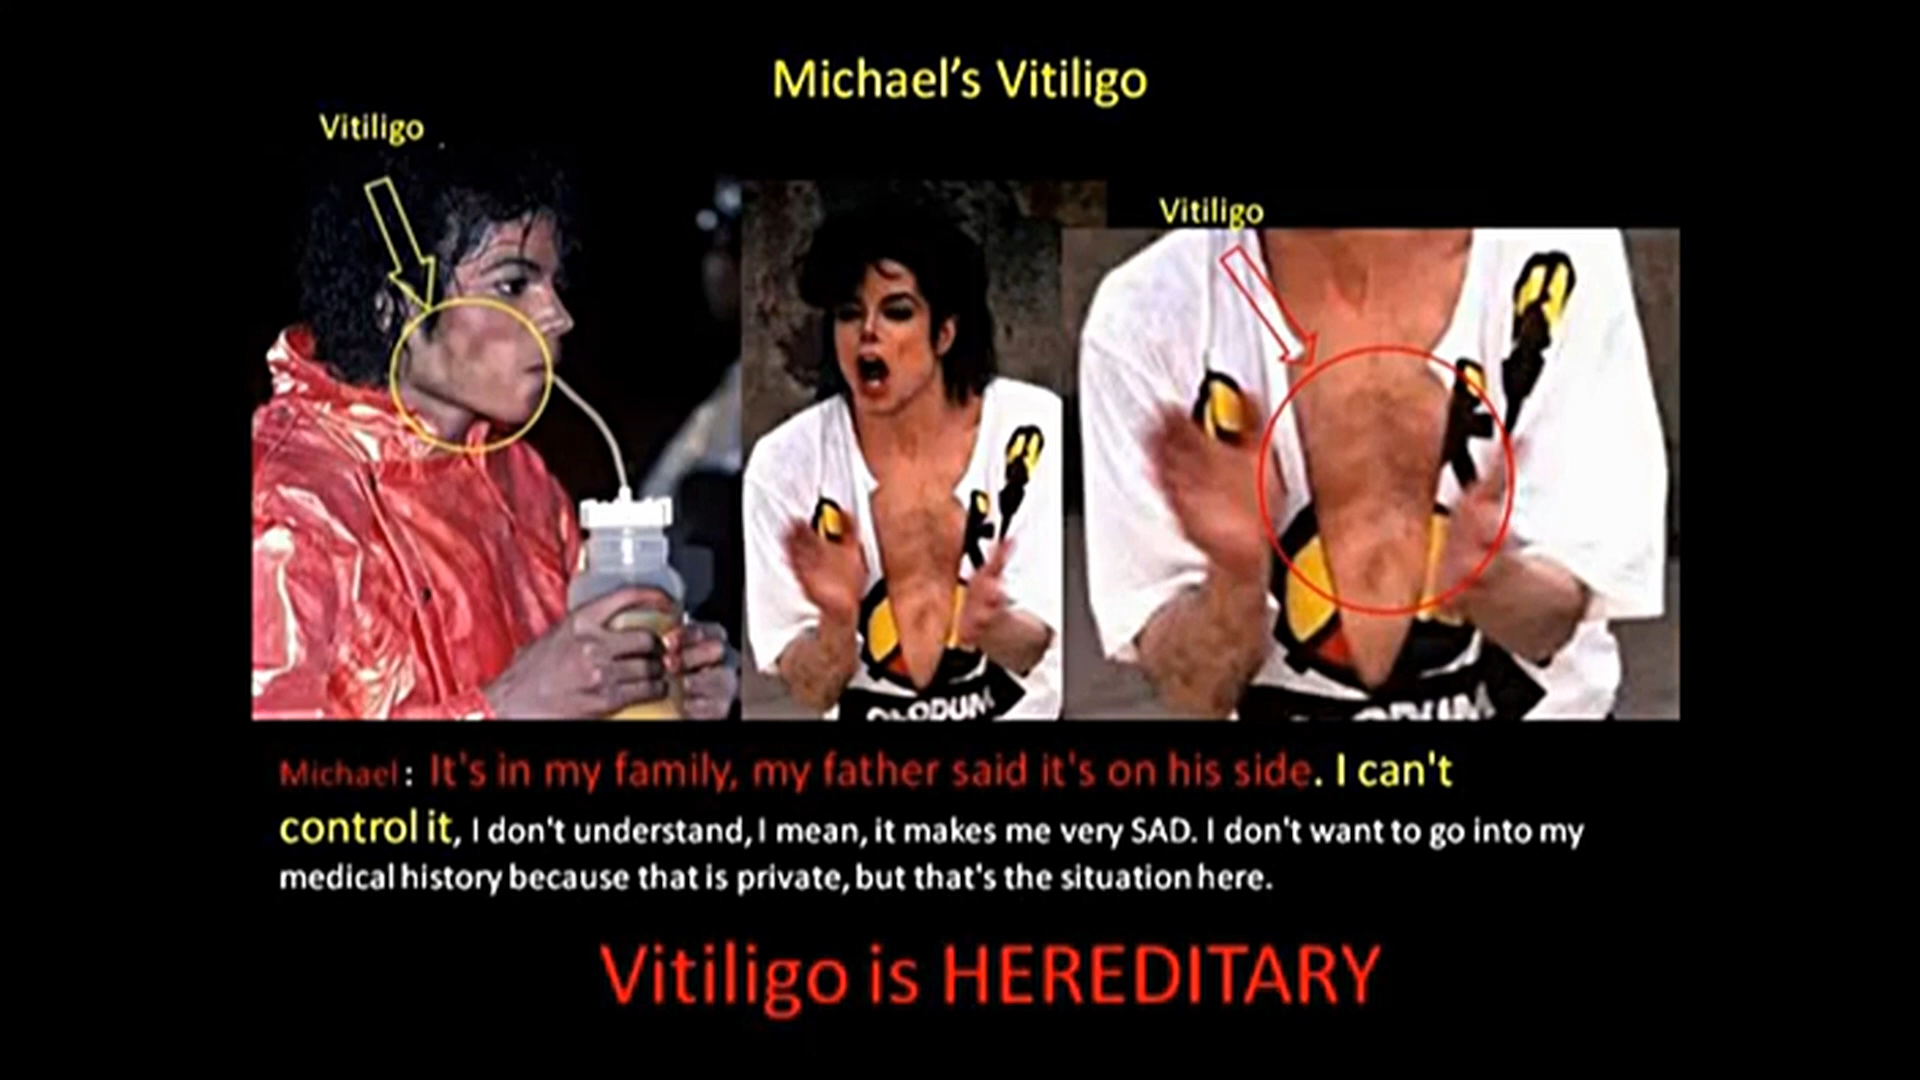 Michael's Vitiligo
Vitiligo
Vitiligo
OLODUM
Michael: It's in my family, my father said it's on his side. I can't
control it, I don't understand, I mean, it makes me very SAD. I don't want to go into my
medical history because that is private, but that's the situation here.
Vitiligo is HEREDITARY